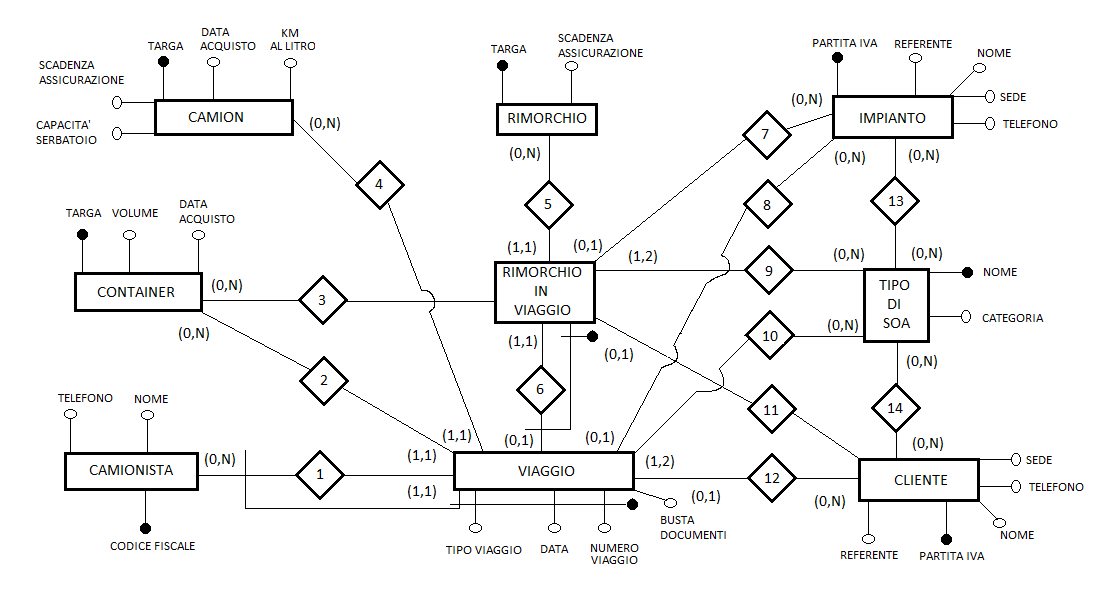 SCADENZA
ASSICURAZIONE
TARGA
DATA
ACQUISTO
KM
AL LITRO
CAPACITA'
SERBATOIO
CAMION
(0,N)
4
TARGA
SCADENZA
ASSICURAZIONE
RIMORCHIO
(0,N)
5
(1,1)
(0,1)
PARTITA IVA
REFERENTE
NOME
SEDE
TELEFONO
IMPIANTO
(0,N)
7
(0,N)
(0,N)
8
13
TARGA
VOLUME
DATA
ACQUISTO
CONTAINER
(0,N)
(0,N)
3
2
RIMORCHIO
IN
VIAGGIO
(1,2)
9
(0,N)
(0,N)
TIPO
DI
SOA
NOME
CATEGORIA
(1,1)
(0,1)
6
10
(0,N)
(0,N)
11
14
TELEFONO
NOME
CAMIONISTA
(0,N)
CODICE FISCALE
1
(1,1)
(1,1)
(1,1)
(0,1)
(0,1)
VIAGGIO
(1,2)
(0,1)
TIPO VIAGGIO
DATA
NUMERO
VIAGGIO
BUSTA
DOCUMENTI
12
(0,N)
(0,N)
CLIENTE
SEDE
TELEFONO
NOME
REFERENTE
PARTITA IVA